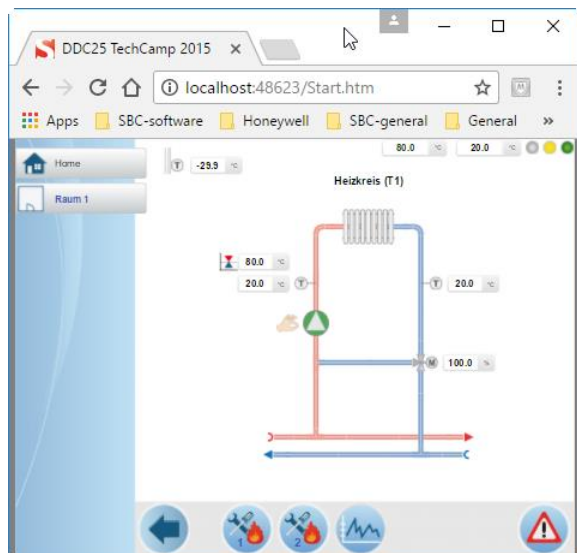 DDC25 TechCamp 2015
localhost:48623/Start.htm
Apps SBC-software Honeywell SBC-general General »
Home
Raum 1
T -29.9 °C
80.0 °C 20.0 °C
Heizkreis (T1)
80.0 °C
20.0 °C T
T 20.0 °C
M 100.0 %
1
2